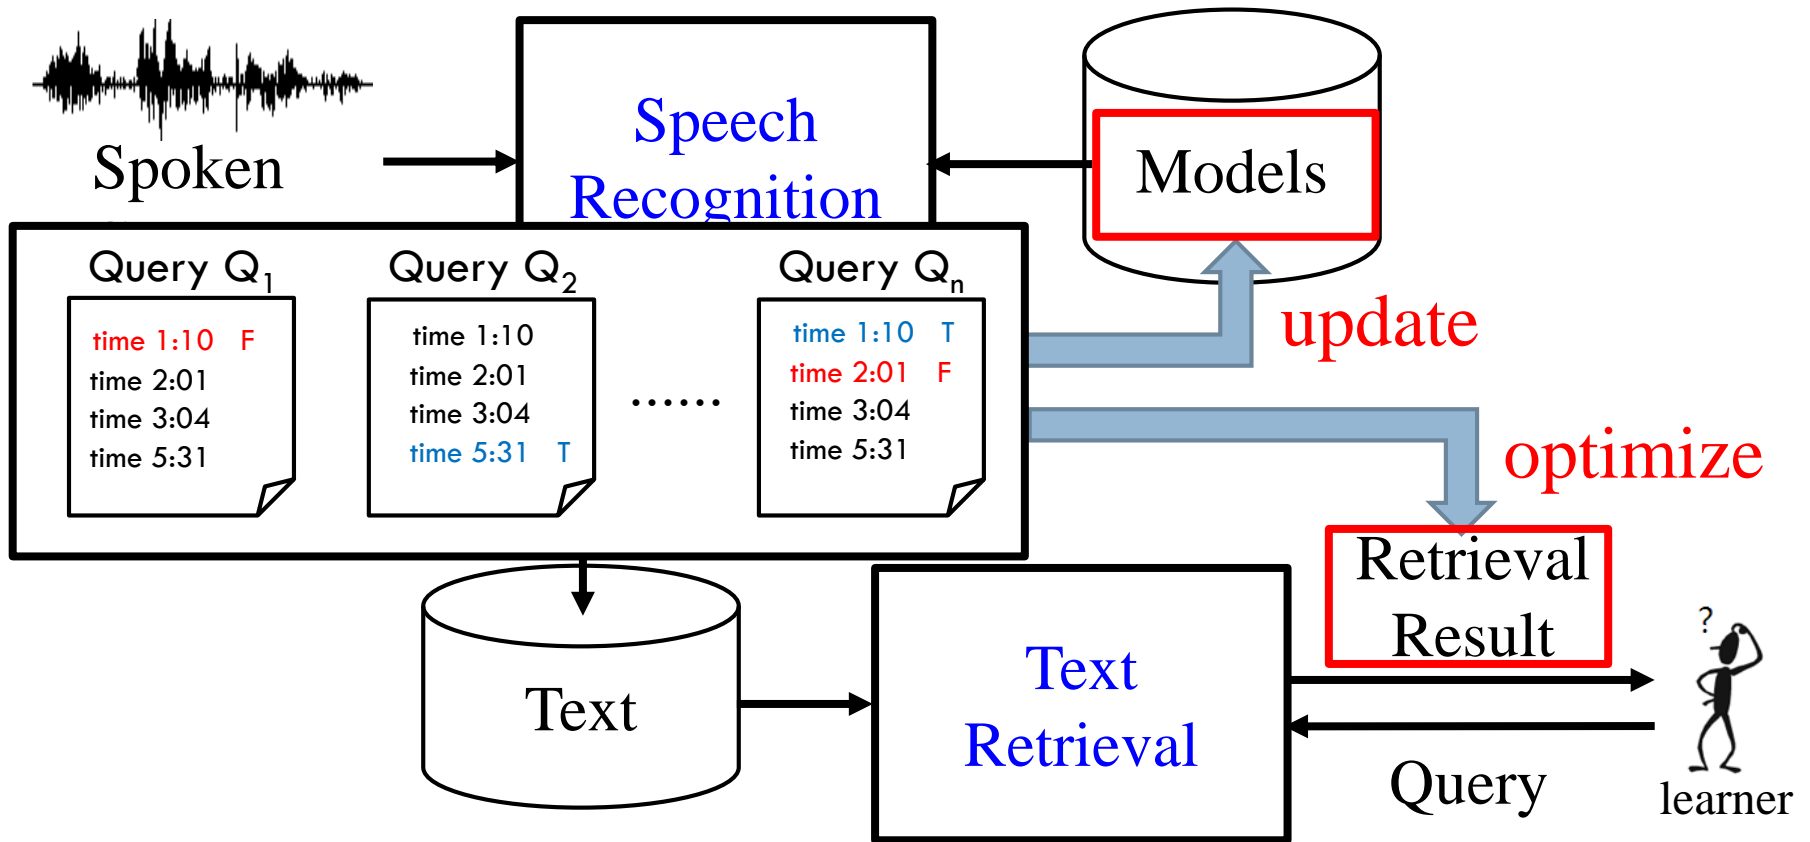 Speech
Recognition
Spoken
Models
Query Q1
time 1:10 F
time 2:01
time 3:04
time 5:31
Query Q2
time 1:10
time 2:01
time 3:04
time 5:31 T
......
Query Qn
time 1:10 T
time 2:01 F
time 3:04
time 5:31
update
optimize
Retrieval
Result
?
Text
Text
Retrieval
Query
learner